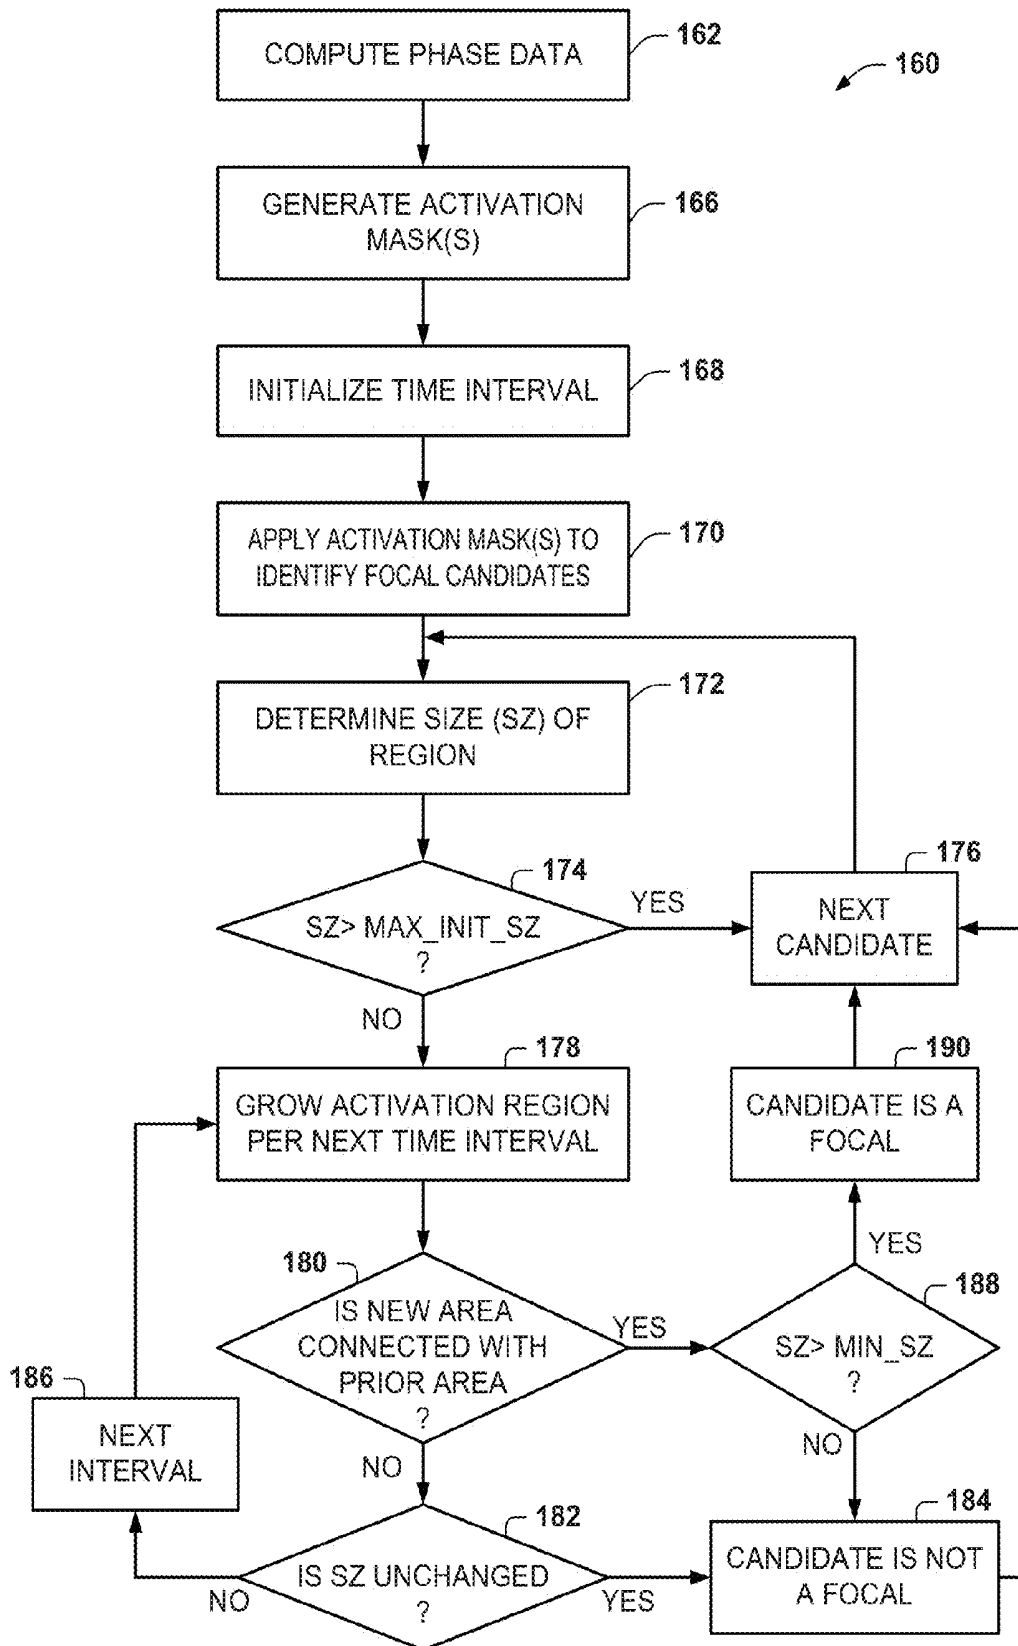 COMPUTE PHASE DATA
162
160
GENERATE ACTIVATION
MASK(S)
166
INITIALIZE TIME INTERVAL
168
APPLY ACTIVATION MASK(S) TO
IDENTIFY FOCAL CANDIDATES
170
DETERMINE SIZE (SZ) OF
REGION
172
174
SZ> MAX_INIT_SZ
?
YES
NO
176
NEXT
CANDIDATE
178
GROW ACTIVATION REGION
PER NEXT TIME INTERVAL
190
CANDIDATE IS A
FOCAL
180
IS NEW AREA
CONNECTED WITH
PRIOR AREA
?
YES
NO
YES
188
SZ> MIN_SZ
?
NO
186
NEXT
INTERVAL
182
IS SZ UNCHANGED
?
NO
YES
184
CANDIDATE IS NOT
A FOCAL